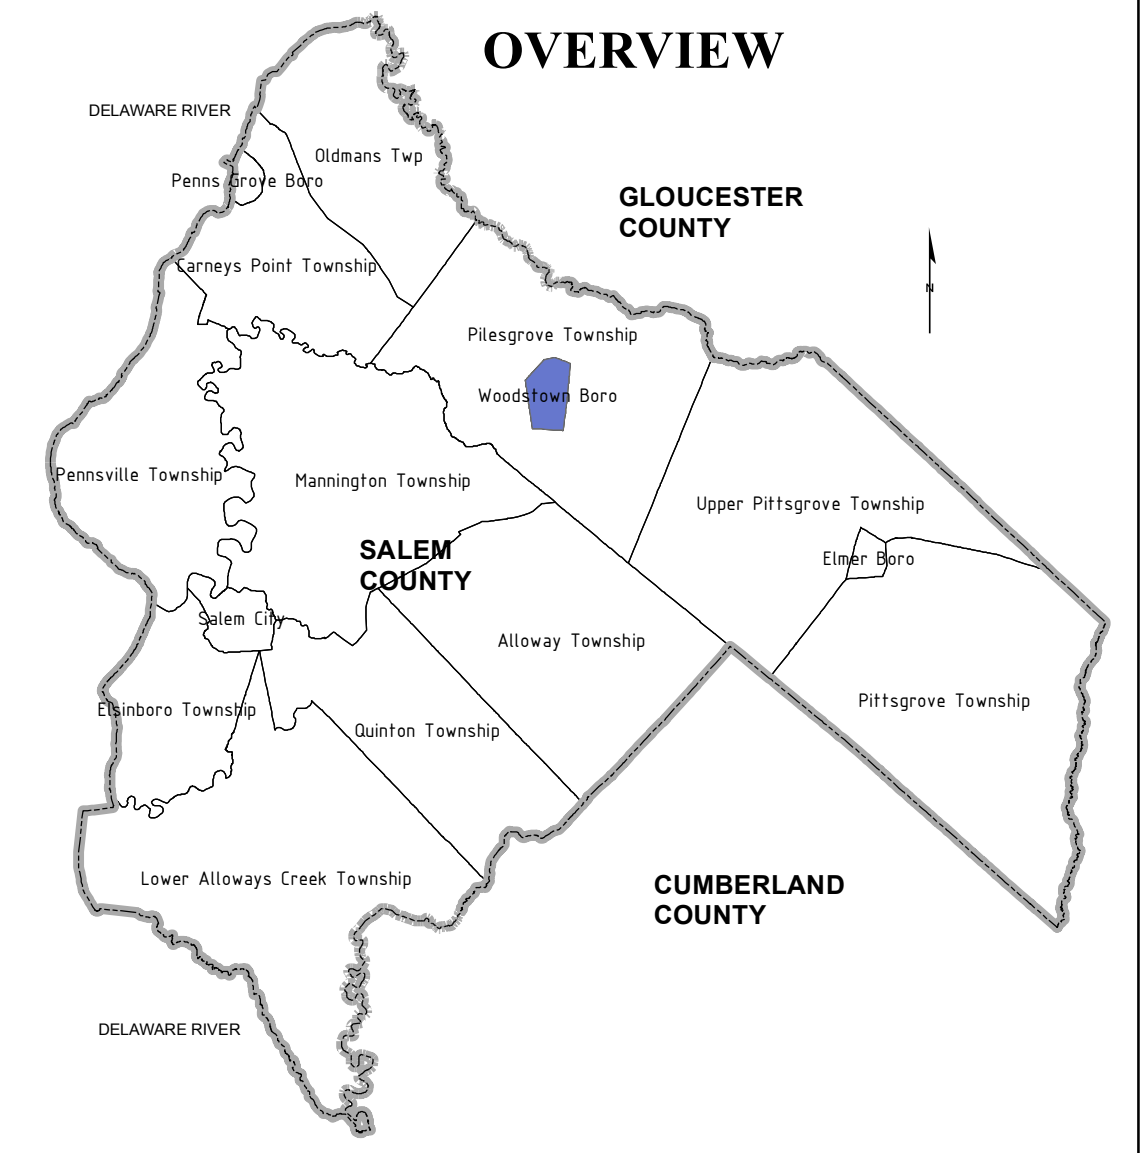 OVERVIEW
DELAWARE RIVER
Oldmans Twp
Penns Grove Boro
GLOUCESTER
COUNTY
Carneys Point Township
N
Pilesgrove Township
Woodstown Boro
Pennsville Township
Mannington Township
Upper Pittsgrove Township
SALEM
COUNTY
Elmer Boro
Salem City
Alloway Township
Elsinboro Township
Quinton Township
Pittsgrove Township
Lower Alloways Creek Township
CUMBERLAND
COUNTY
DELAWARE RIVER